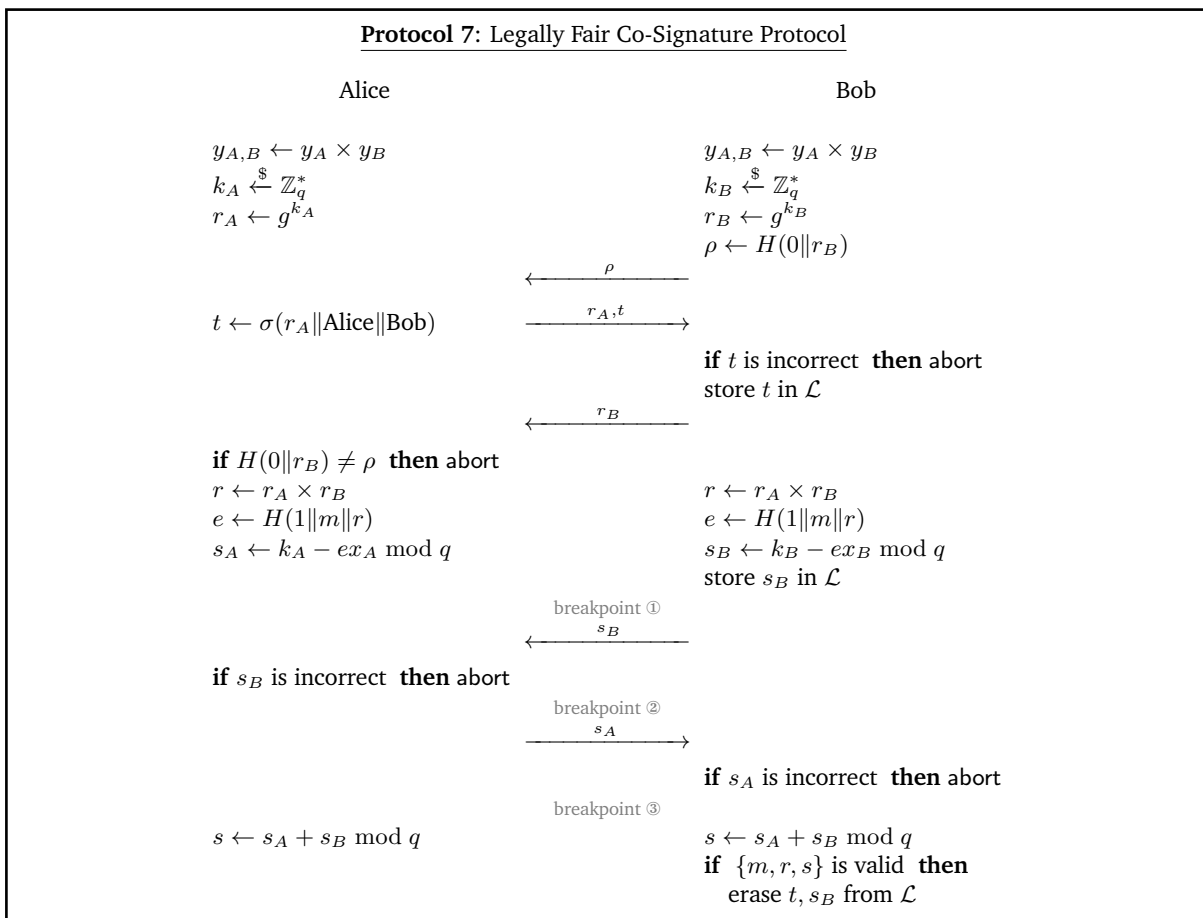 Protocol 7: Legally Fair Co-Signature Protocol
Alice Bob
y_{A,B} ← y_A × y_B y_{A,B} ← y_A × y_B
k_A ←$ ℤ*_q k_B ←$ ℤ*_q
r_A ← g^{k_A} r_B ← g^{k_B}
ρ ← H(0∥r_B)
ρ
t ← σ(r_A∥Alice∥Bob) r_A, t
if t is incorrect then abort
store t in ℒ
r_B
if H(0∥r_B) ≠ ρ then abort
r ← r_A × r_B r ← r_A × r_B
e ← H(1∥m∥r) e ← H(1∥m∥r)
s_A ← k_A − ex_A mod q s_B ← k_B − ex_B mod q
store s_B in ℒ
breakpoint ①
s_B
if s_B is incorrect then abort
breakpoint ②
s_A
if s_A is incorrect then abort
breakpoint ③
s ← s_A + s_B mod q s ← s_A + s_B mod q
if {m, r, s} is valid then
erase t, s_B from ℒ